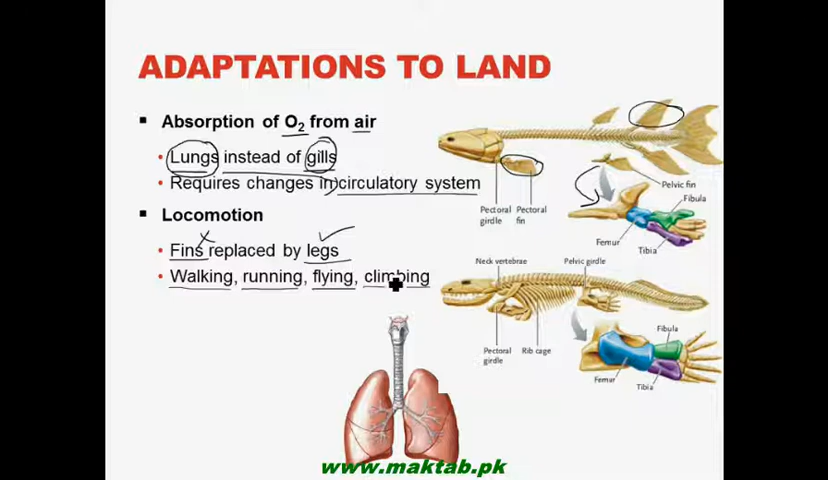 ADAPTATIONS TO LAND
▪ Absorption of O2 from air
• Lungs instead of gills
• Requires changes in circulatory system
▪ Locomotion
• Fins replaced by legs
• Walking, running, flying, climbing
Pelvic fin
Fibula
Pectoral girdle
Pectoral fin
Femur
Tibia
Neck vertebrae
Pelvic girdle
Fibula
Pectoral girdle
Rib cage
Femur
Tibia
www.maktab.pk